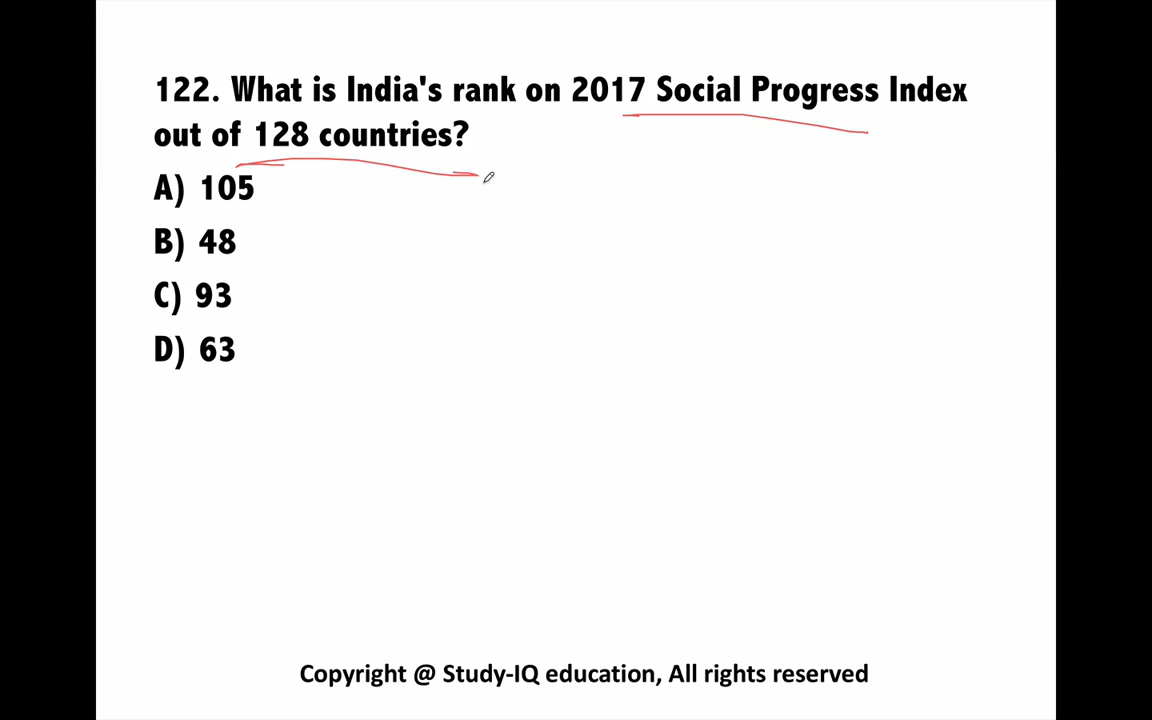 122. What is India's rank on 2017 Social Progress Index
out of 128 countries?
A) 105
B) 48
C) 93
D) 63
Copyright @ Study-IQ education, All rights reserved